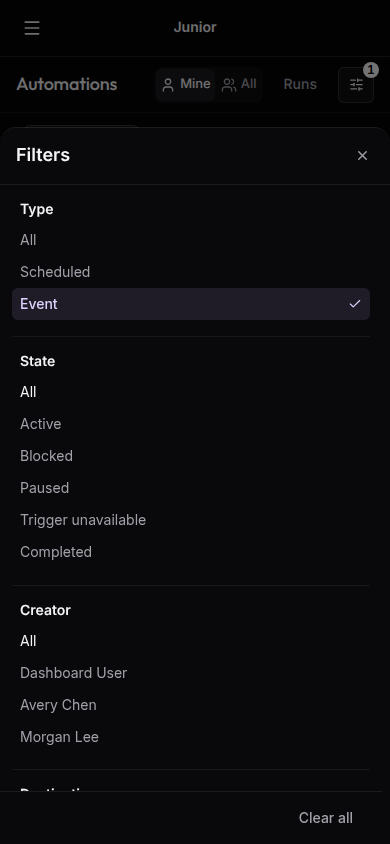 Junior
Automations
Mine
All
Runs
1
Filters
Type
All
Scheduled
Event
State
All
Active
Blocked
Paused
Trigger unavailable
Completed
Creator
All
Dashboard User
Avery Chen
Morgan Lee
Clear all